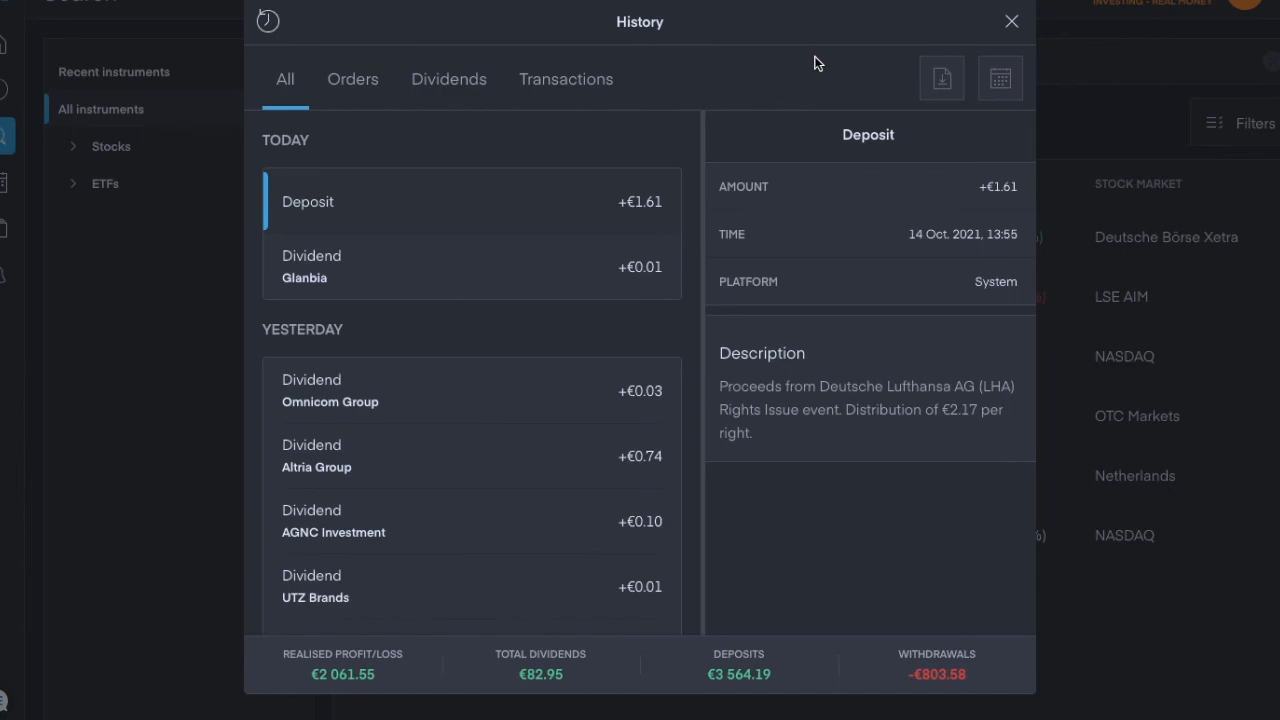 History
INVESTING - REAL MONEY
Recent instruments
All instruments
Stocks
ETFs
All
Orders
Dividends
Transactions
Filters
TODAY
Deposit
+€1.61
Dividend
Glanbia
+€0.01
YESTERDAY
Dividend
Omnicom Group
+€0.03
Dividend
Altria Group
+€0.74
Dividend
AGNC Investment
+€0.10
Dividend
UTZ Brands
+€0.01
Deposit
AMOUNT
+€1.61
TIME
14 Oct. 2021, 13:55
PLATFORM
System
Description
Proceeds from Deutsche Lufthansa AG (LHA)
Rights Issue event. Distribution of €2.17 per
right.
STOCK MARKET
Deutsche Börse Xetra
LSE AIM
NASDAQ
OTC Markets
Netherlands
NASDAQ
REALISED PROFIT/LOSS
€2 061.55
TOTAL DIVIDENDS
€82.95
DEPOSITS
€3 564.19
WITHDRAWALS
-€803.58